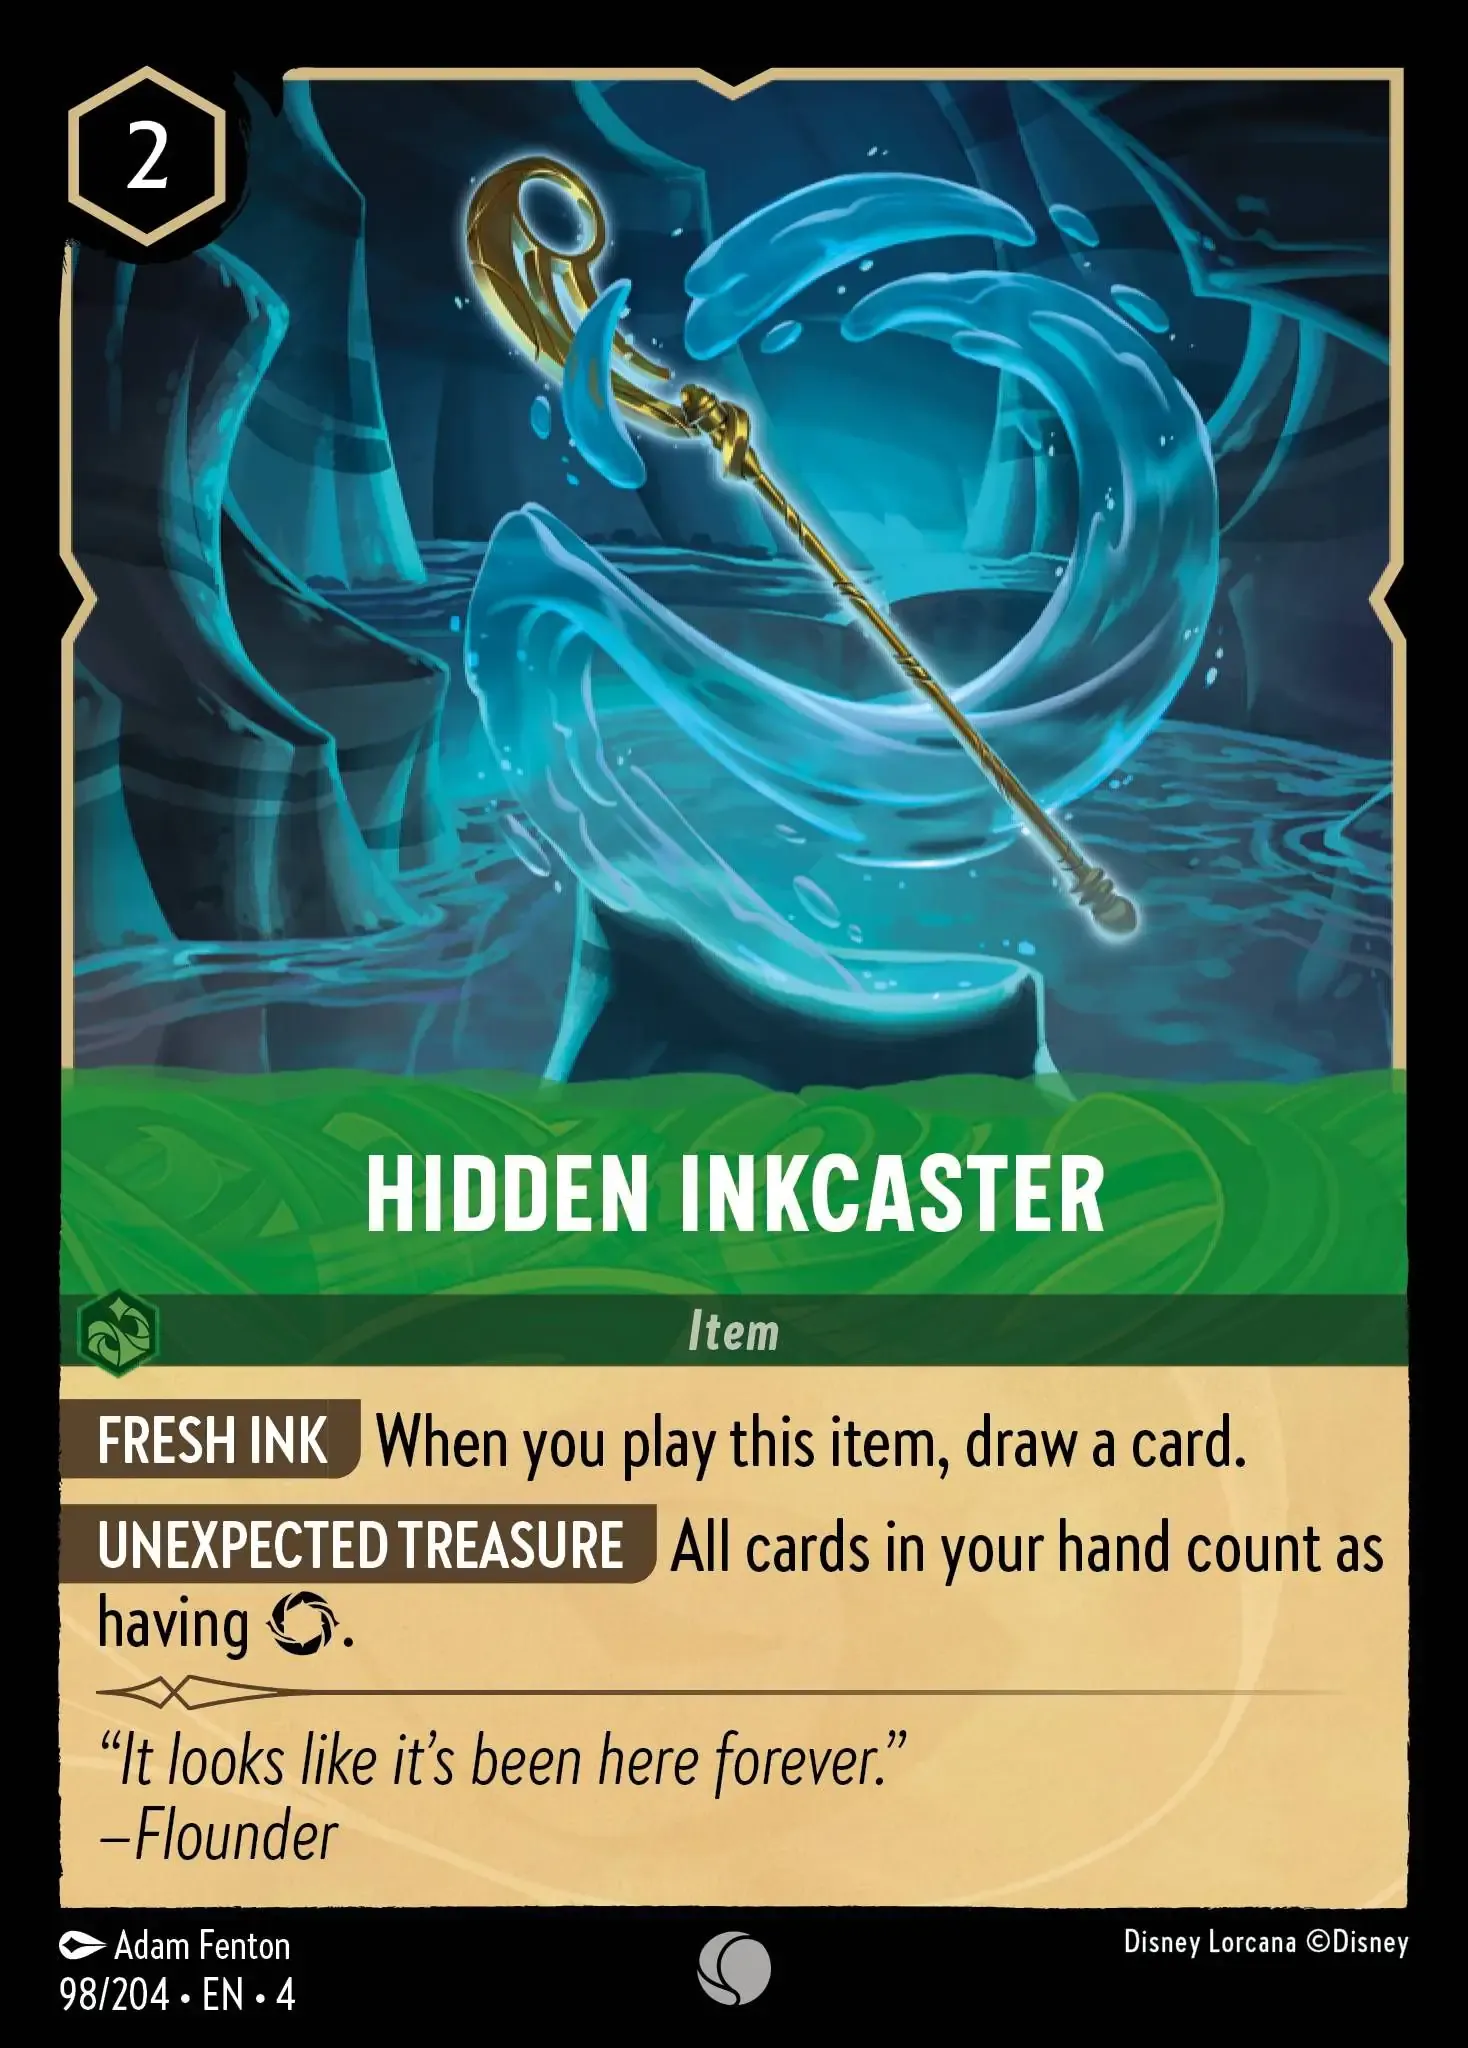 2
HIDDEN INKCASTER
Item
FRESH INK When you play this item, draw a card.
UNEXPECTED TREASURE All cards in your hand count as
having .
“It looks like it’s been here forever.”
–Flounder
Adam Fenton
Disney Lorcana ©Disney
98/204 • EN • 4